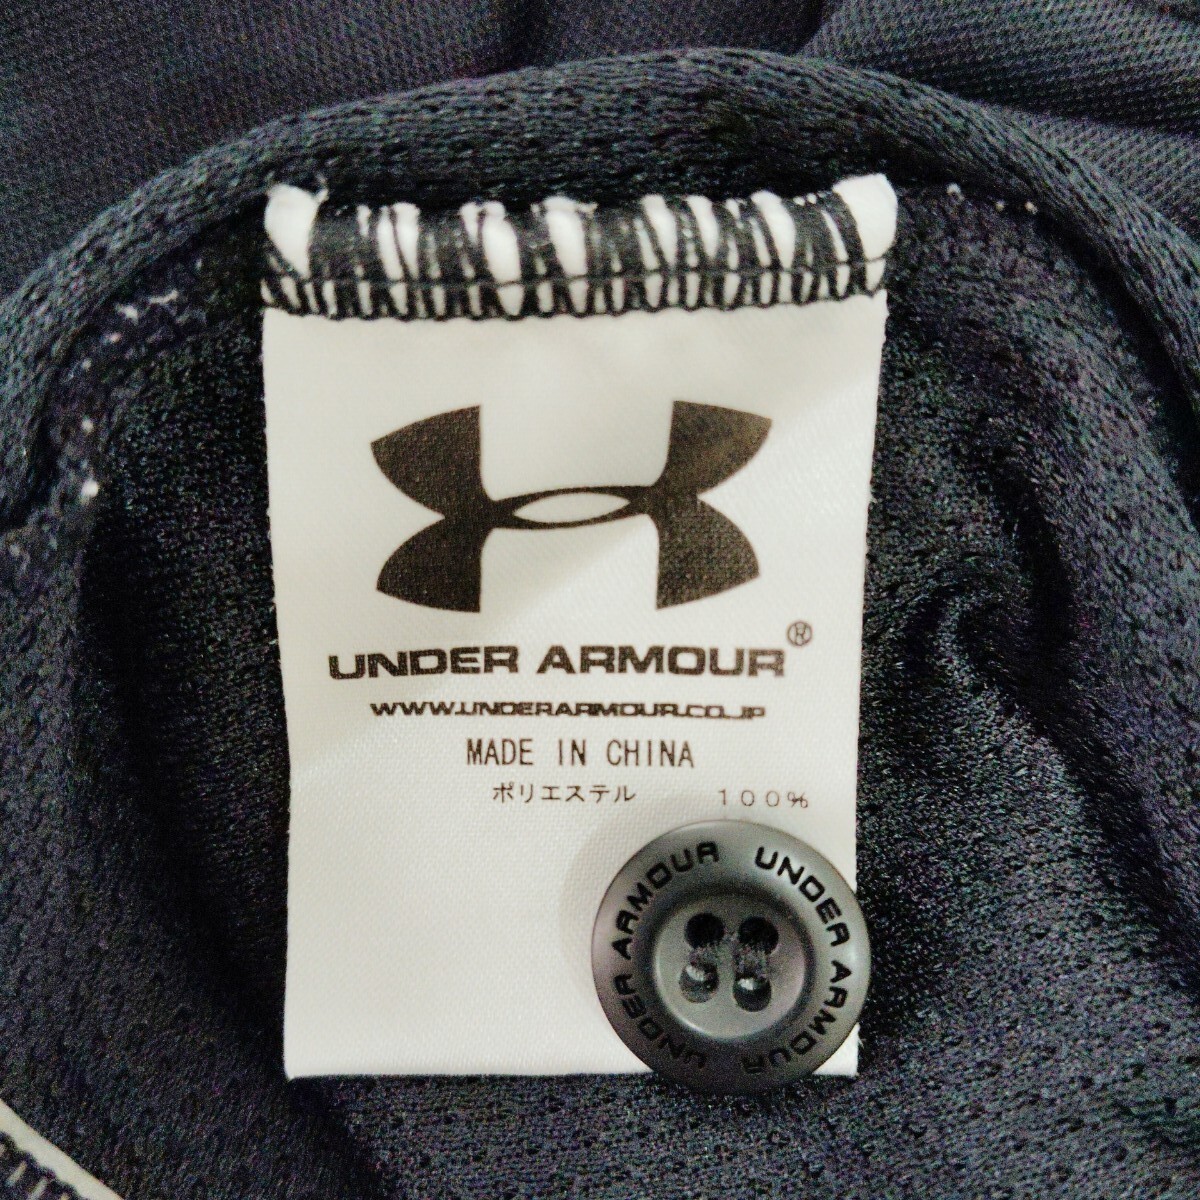 UNDER ARMOUR®
WWW.UNDERARMOUR.CO.JP
MADE IN CHINA
ポリエステル 100%
UNDER ARMOUR UNDER ARMOUR